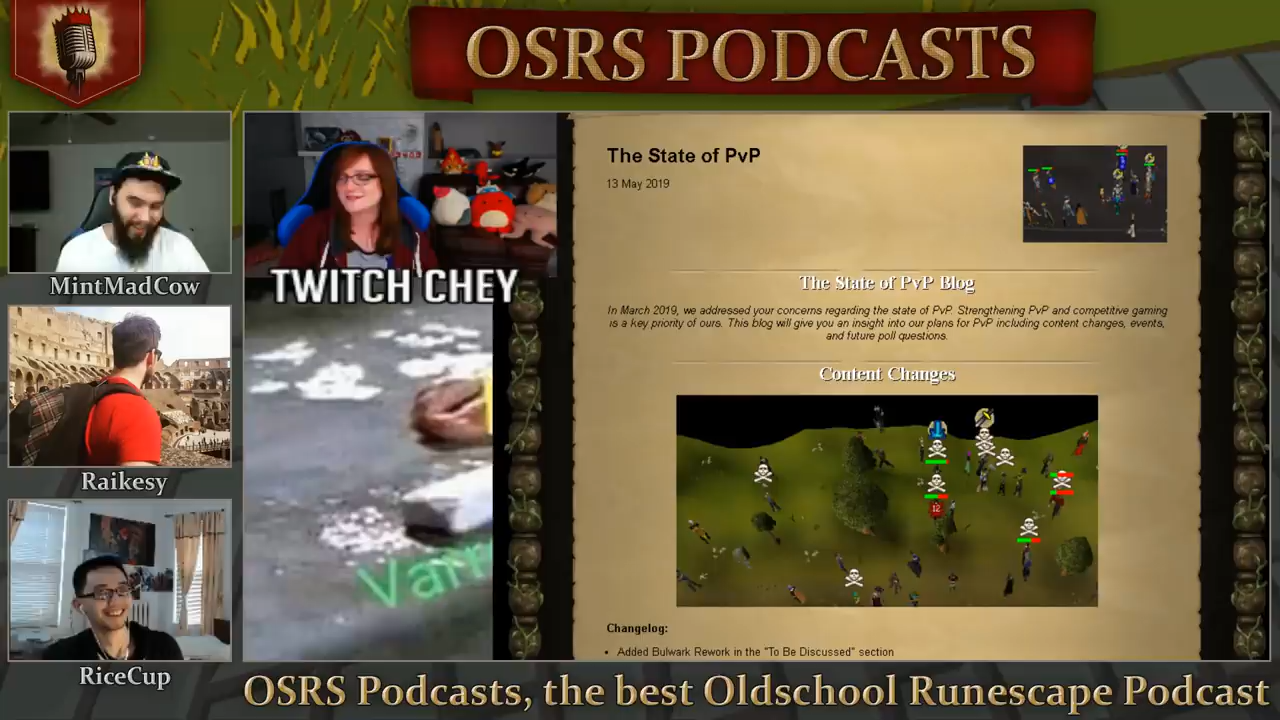 OSRS PODCASTS
MintMadCow
Raikesy
RiceCup
TWITCH CHEY
The State of PvP
13 May 2019
The State of PvP Blog
In March 2019, we addressed your concerns regarding the state of PvP. Strengthening PvP and competitive gaming
is a key priority of ours. This blog will give you an insight into our plans for PvP including content changes, events,
and future poll questions.
Content Changes
12
Changelog:
• Added Bulwark Rework in the "To Be Discussed" section
OSRS Podcasts, the best Oldschool Runescape Podcast